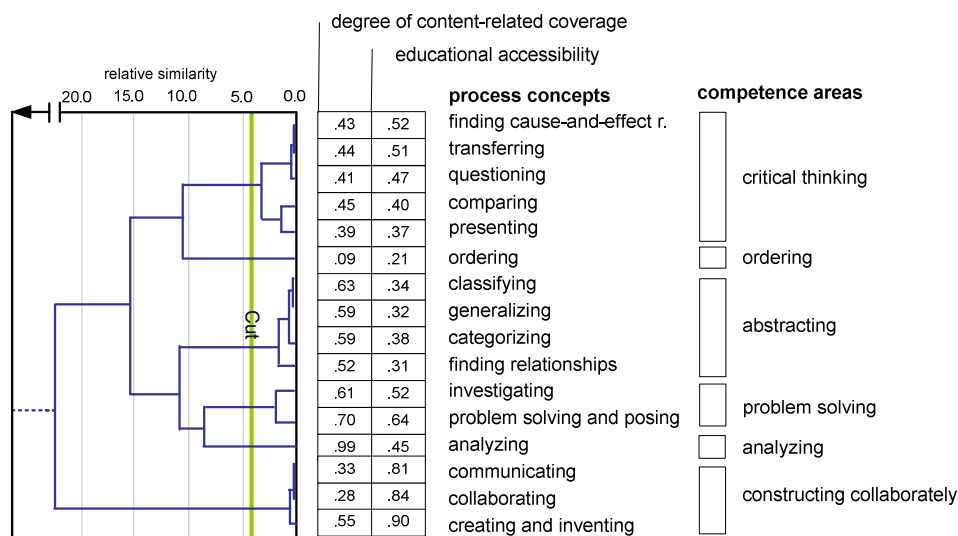 degree of content-related coverage
educational accessibility
relative similarity
20.0 15.0 10.0 5.0 0.0
process concepts competence areas
.43 .52 finding cause-and-effect r.
.44 .51 transferring
.41 .47 questioning
critical thinking
.45 .40 comparing
.39 .37 presenting
.09 .21 ordering ordering
.63 .34 classifying
.59 .32 generalizing
Cut
abstracting
.59 .38 categorizing
.52 .31 finding relationships
.61 .52 investigating
problem solving
.70 .64 problem solving and posing
.99 .45 analyzing analyzing
.33 .81 communicating
.28 .84 collaborating
constructing collaborately
.55 .90 creating and inventing